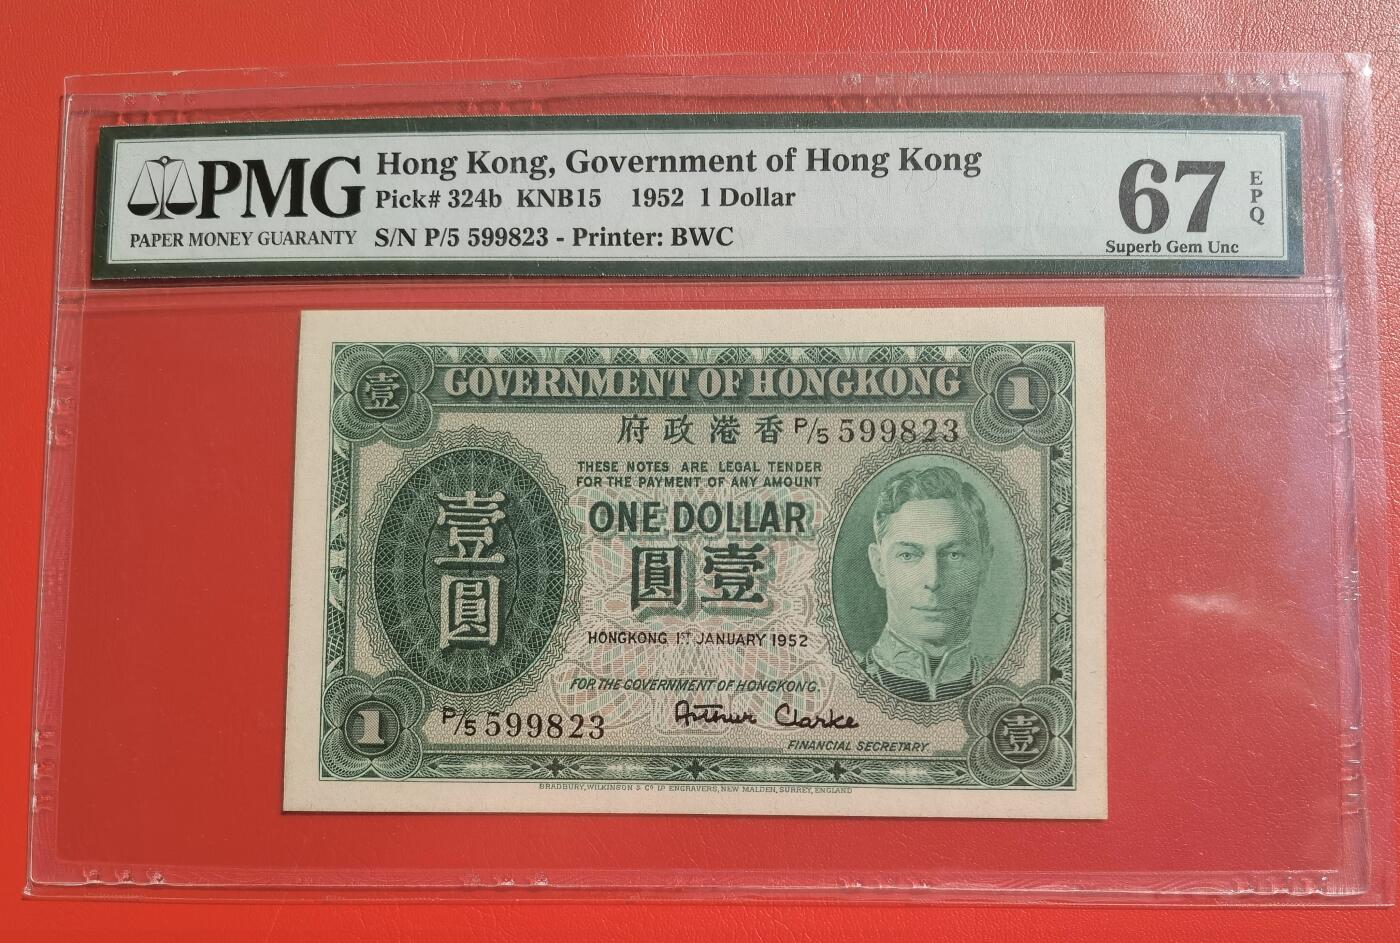 PMG
PAPER MONEY GUARANTY
Hong Kong, Government of Hong Kong
Pick# 324b KNB15 1952 1 Dollar
S/N P/5 599823 - Printer: BWC
67
EPQ
Superb Gem Unc
壹
GOVERNMENT OF HONGKONG
1
府政港香 P/5 599823
THESE NOTES ARE LEGAL TENDER
FOR THE PAYMENT OF ANY AMOUNT
ONE DOLLAR
壹圓
圓壹
HONGKONG 1ST JANUARY 1952
FOR THE GOVERNMENT OF HONGKONG.
1
P/5 599823
Arthur Clarke
FINANCIAL SECRETARY
壹
BRADBURY, WILKINSON & Co Ld ENGRAVERS, NEW MALDEN, SURREY, ENGLAND